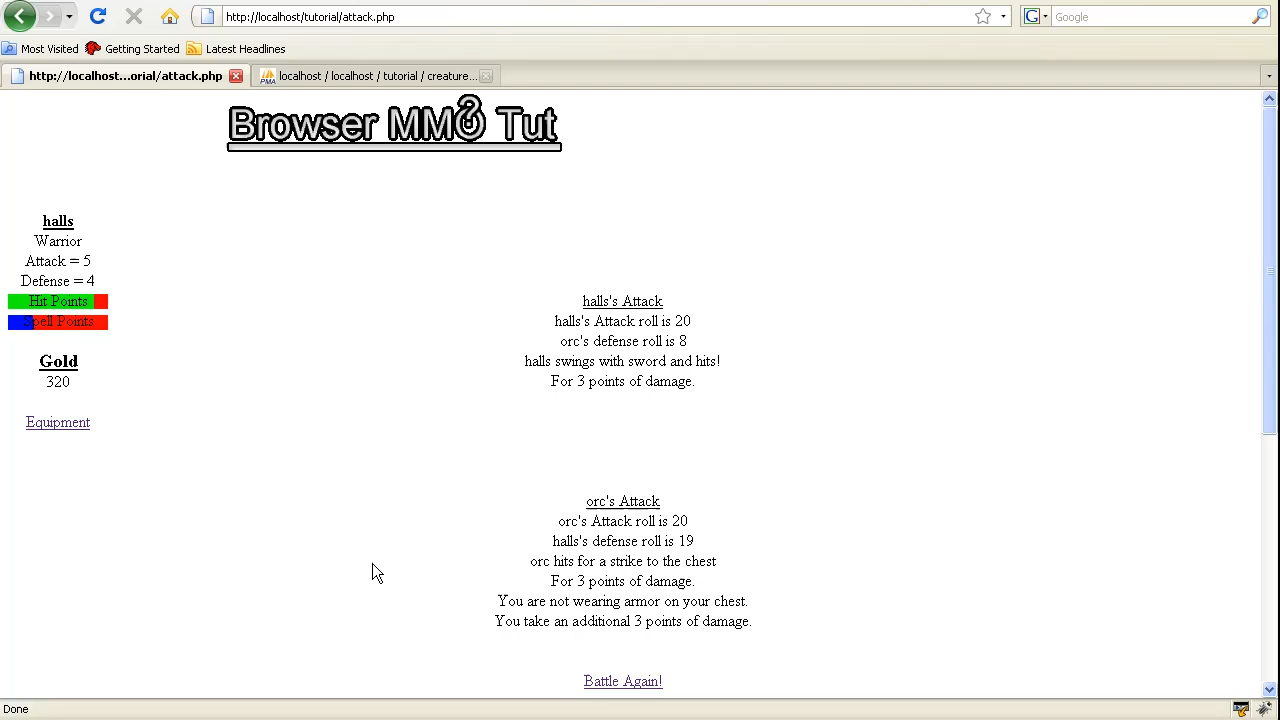 http://localhost/tutorial/attack.php
Google
Most Visited Getting Started Latest Headlines
http://localhost...orial/attack.php
PMA localhost / localhost / tutorial / creature...
Browser MMO Tut
halls
Warrior
Attack = 5
Defense = 4
Hit Points
Spell Points
Gold
320
Equipment
halls's Attack
halls's Attack roll is 20
orc's defense roll is 8
halls swings with sword and hits!
For 3 points of damage.
orc's Attack
orc's Attack roll is 20
halls's defense roll is 19
orc hits for a strike to the chest
For 3 points of damage.
You are not wearing armor on your chest.
You take an additional 3 points of damage.
Battle Again!
Done